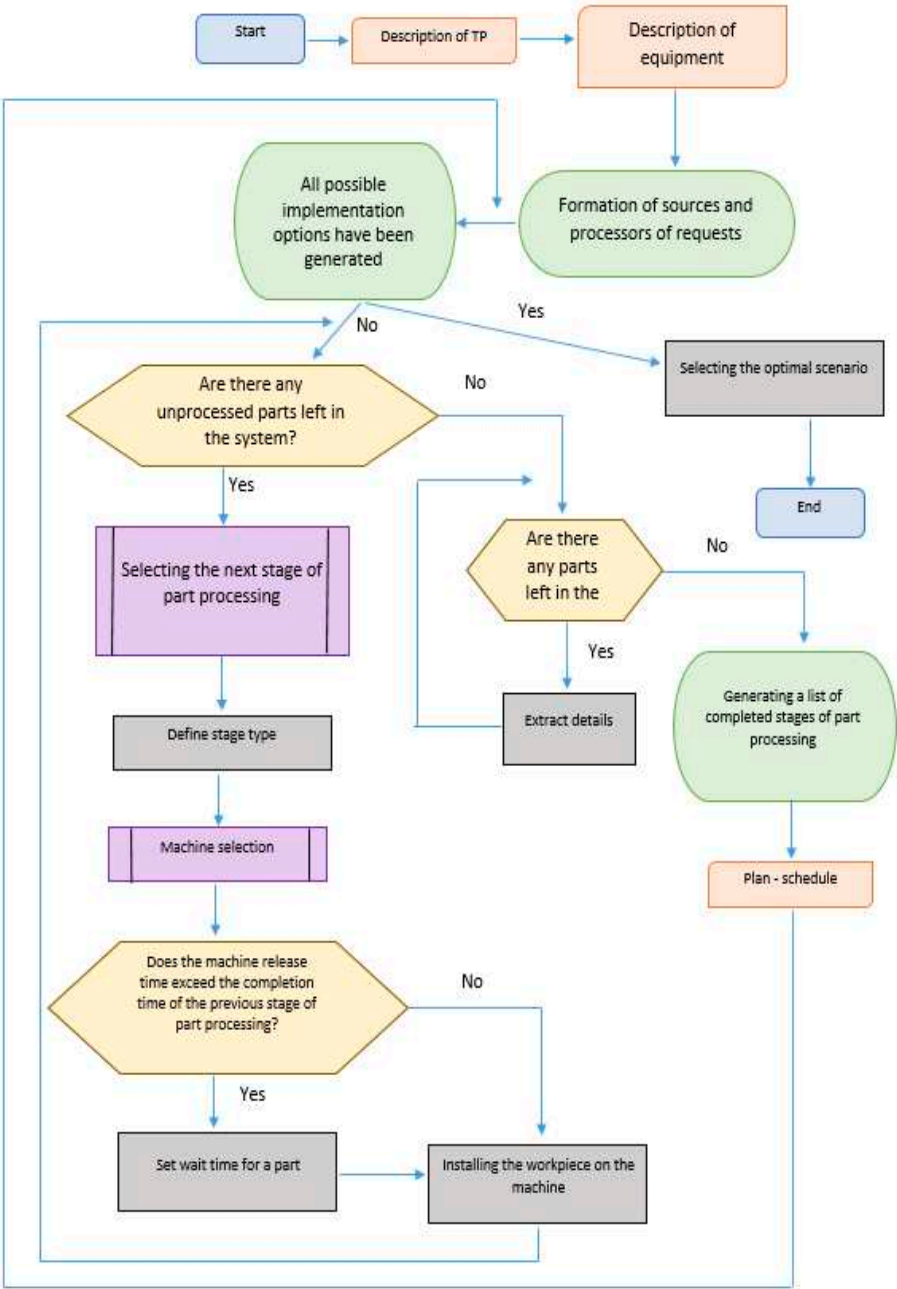 Start
Description of TP
Description of
equipment
All possible
implementation
options have been
generated
Formation of sources and
processors of requests
No
Yes
Selecting the optimal scenario
End
Are there any
unprocessed parts left in
the system?
No
Yes
Are there
any parts
left in the
No
Yes
Selecting the next stage of
part processing
Define stage type
Extract details
Generating a list of
completed stages of part
processing
Machine selection
Plan - schedule
Does the machine release
time exceed the completion
time of the previous stage of
part processing?
No
Yes
Set wait time for a part
Installing the workpiece on the
machine